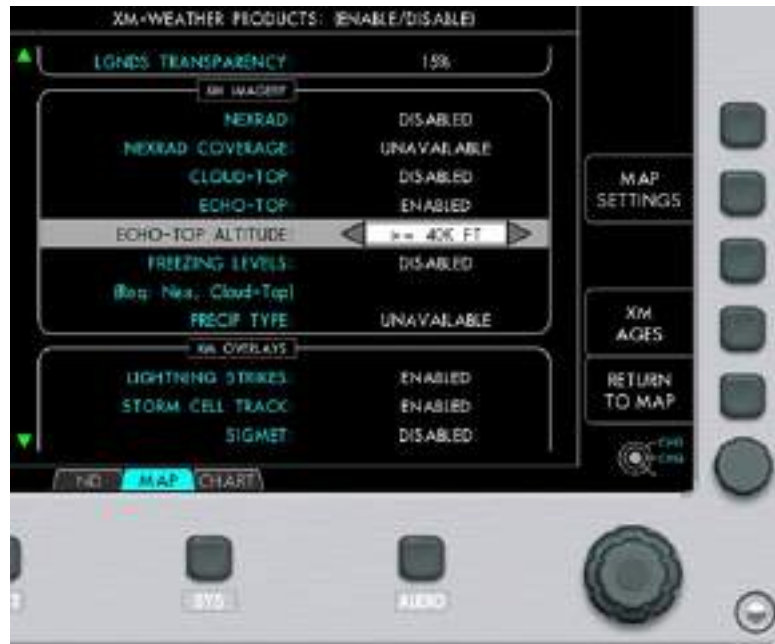 XM-WEATHER PRODUCTS: (ENABLE/DISABLE)
LGNDS TRANSPARENCY: 15%
XM IMAGERY
NEXRAD: DISABLED
NEXRAD COVERAGE: UNAVAILABLE
CLOUD-TOP: DISABLED
ECHO-TOP: ENABLED
ECHO-TOP ALTITUDE >= 40K FT
FREEZING LEVELS: DISABLED
(Req: Nex, Cloud-Top)
PRECIP TYPE UNAVAILABLE
XM OVERLAYS
LIGHTNING STRIKES: ENABLED
STORM CELL TRACK: ENABLED
SIGMET: DISABLED
MAP
SETTINGS
XM
AGES
RETURN
TO MAP
ND MAP CHART
SYS AUDIO